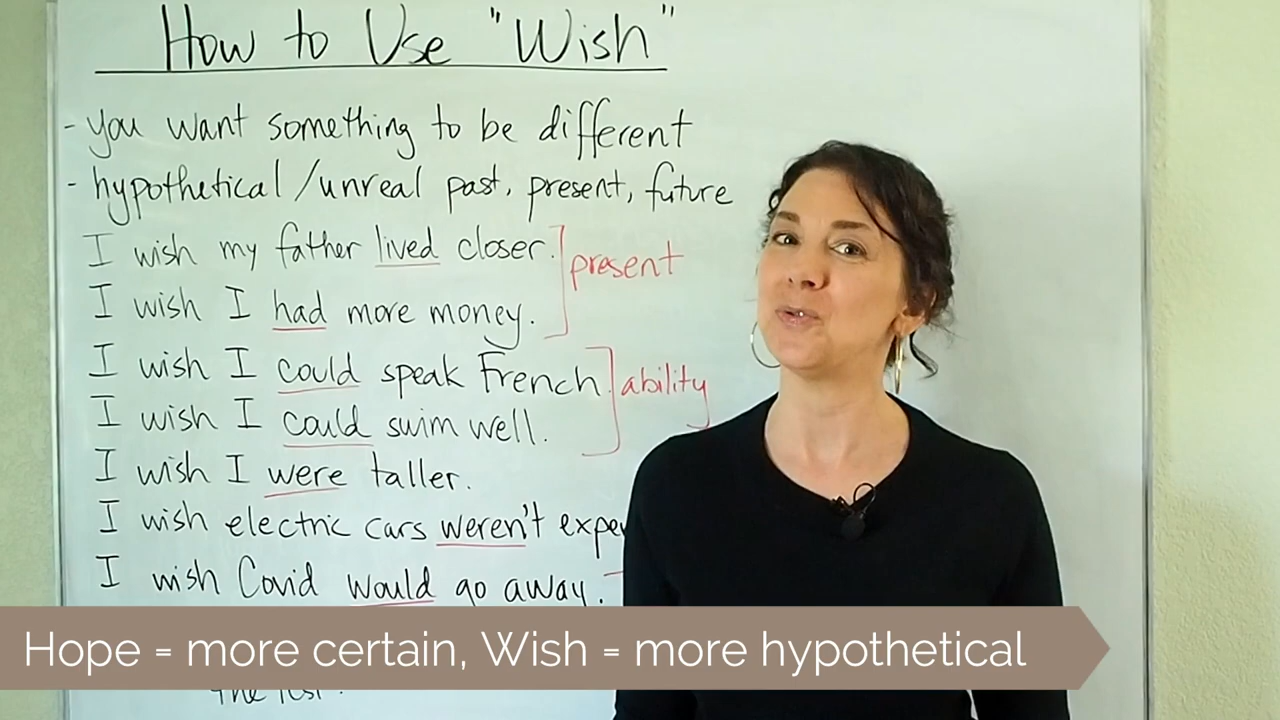 How to Use "Wish"
- you want something to be different
- hypothetical/unreal past, present, future
I wish my father lived closer.
present
I wish I had more money.
I wish I could speak French
ability
I wish I could swim well.
I wish I were taller.
I wish electric cars weren't
I wish Covid would go away.
Hope = more certain, Wish = more hypothetical